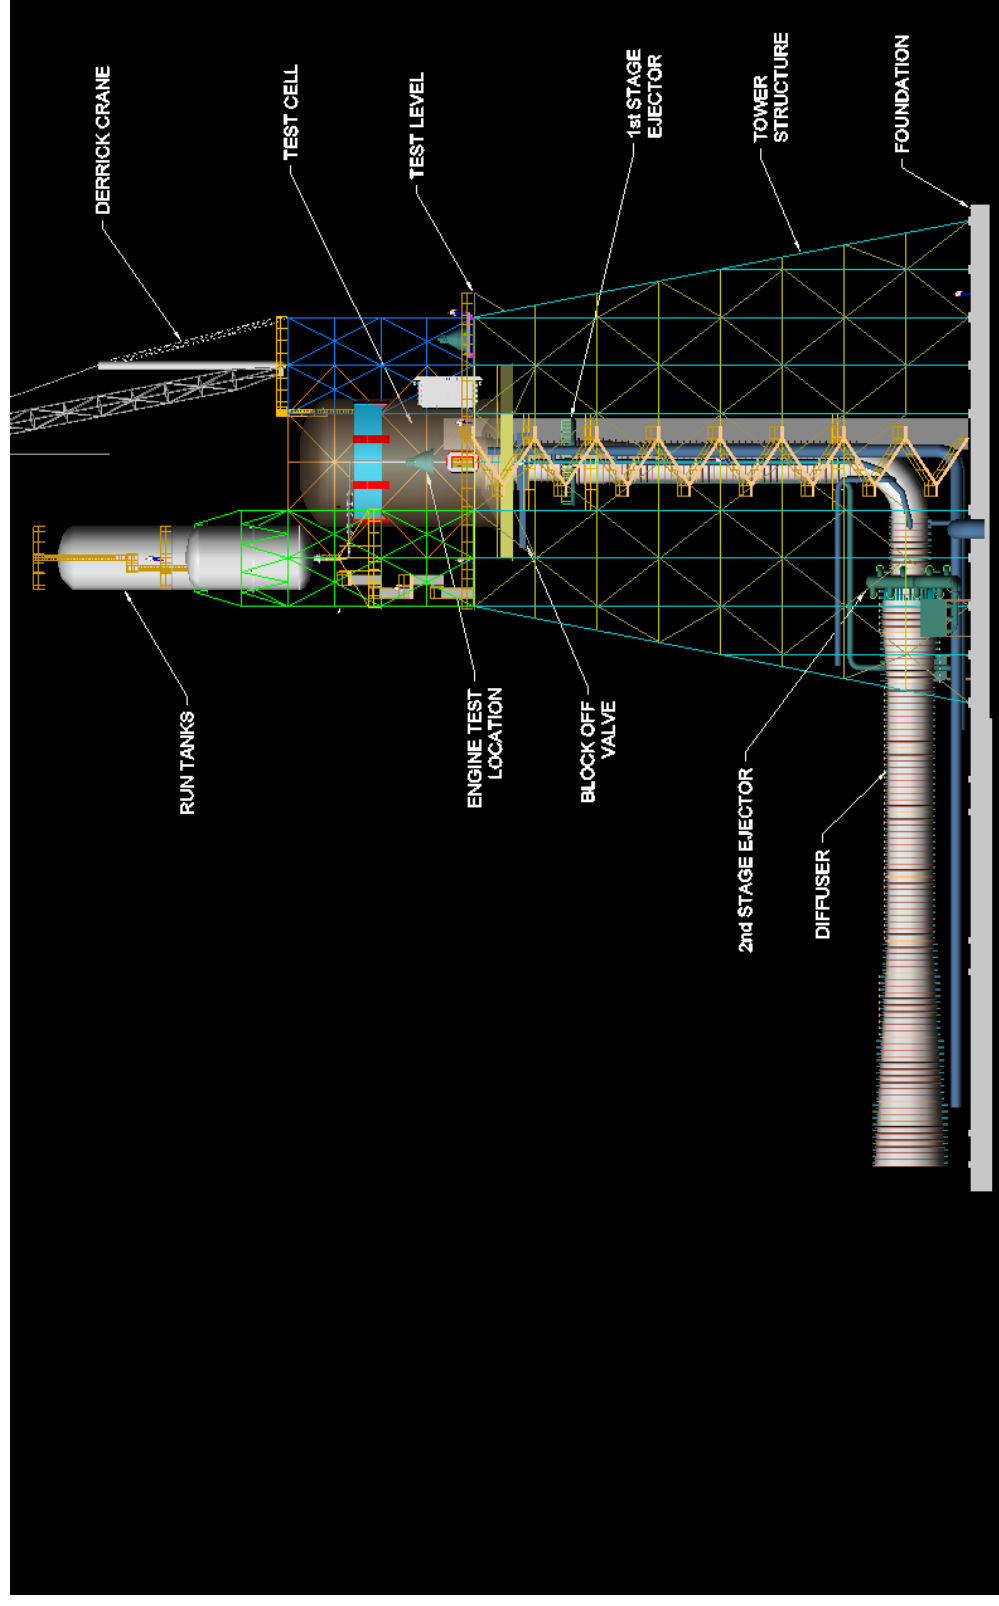 DERRICK CRANE
TEST CELL
TEST LEVEL
1st STAGE
EJECTOR
TOWER
STRUCTURE
FOUNDATION
RUN TANKS
ENGINE TEST
LOCATION
BLOCK OFF
VALVE
2nd STAGE EJECTOR
DIFFUSER